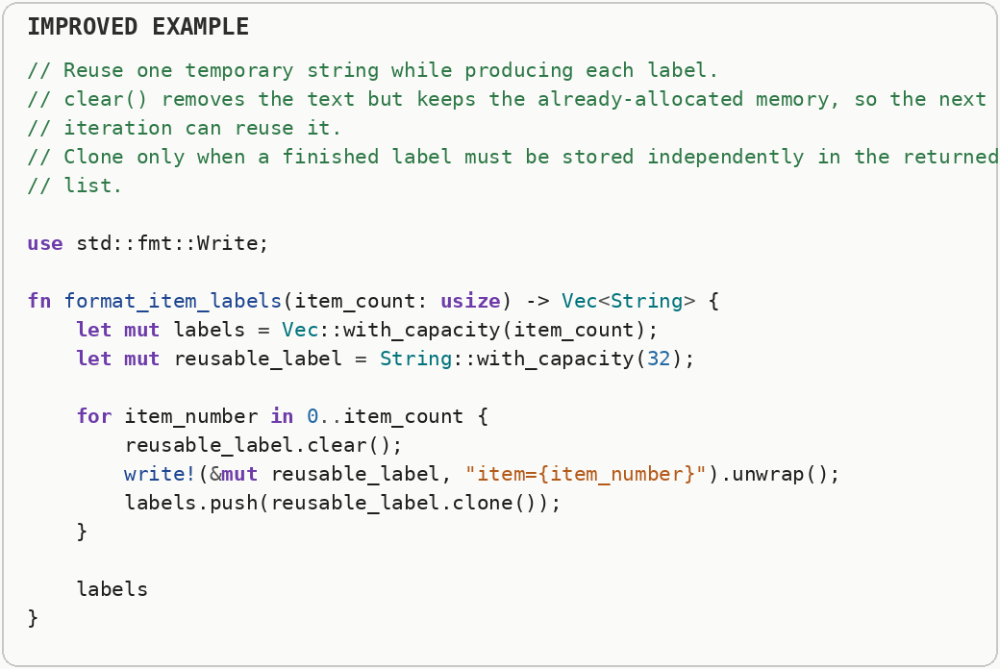 IMPROVED EXAMPLE
// Reuse one temporary string while producing each label.
// clear() removes the text but keeps the already-allocated memory, so the next
// iteration can reuse it.
// Clone only when a finished label must be stored independently in the returned
// list.
use std::fmt::Write;
fn format_item_labels(item_count: usize) -> Vec<String> {
    let mut labels = Vec::with_capacity(item_count);
    let mut reusable_label = String::with_capacity(32);
    for item_number in 0..item_count {
        reusable_label.clear();
        write!(&mut reusable_label, "item={item_number}").unwrap();
        labels.push(reusable_label.clone());
    }
    labels
}